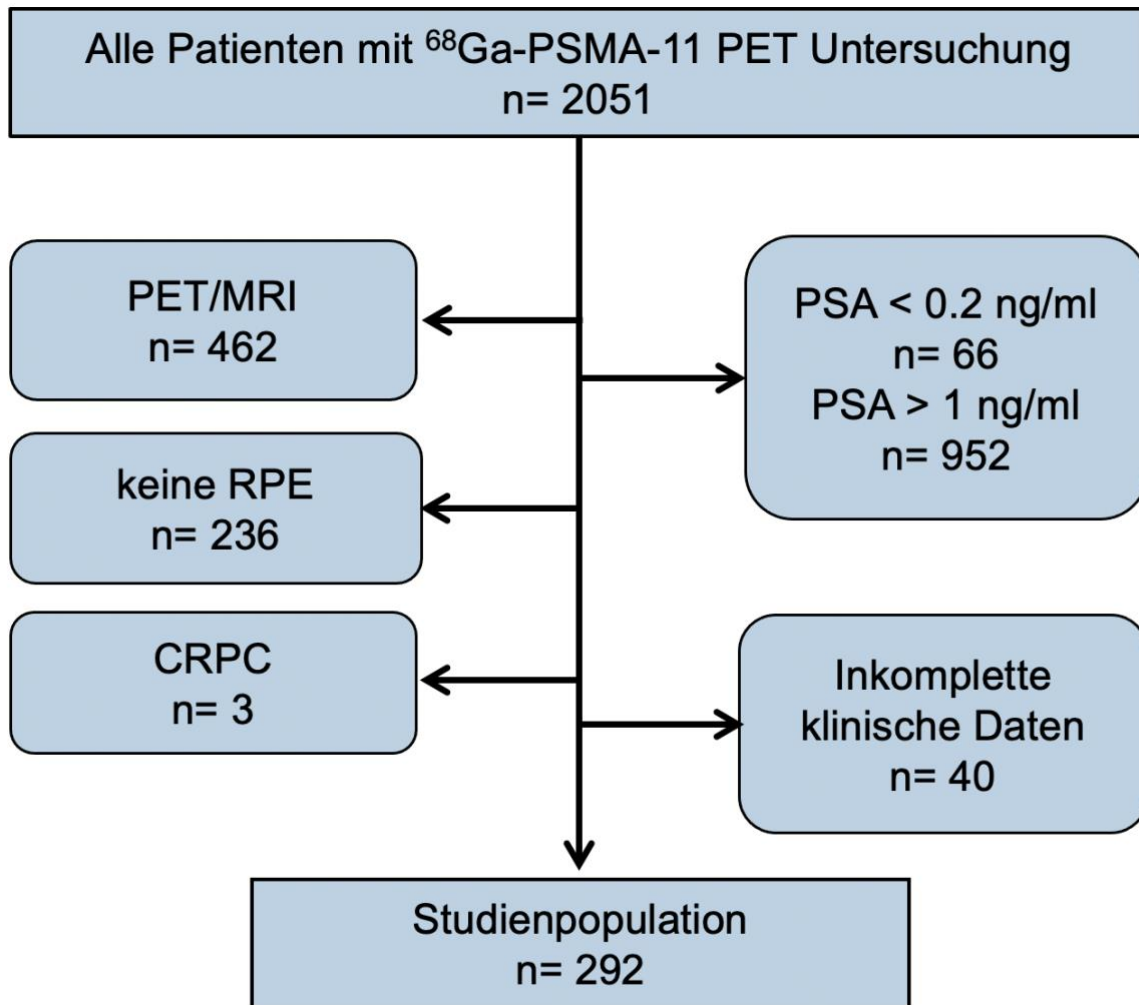 Alle Patienten mit ⁶⁸Ga-PSMA-11 PET Untersuchung
n= 2051
PET/MRI
n= 462
PSA < 0.2 ng/ml
n= 66
PSA > 1 ng/ml
n= 952
keine RPE
n= 236
CRPC
n= 3
Inkomplette
klinische Daten
n= 40
Studienpopulation
n= 292